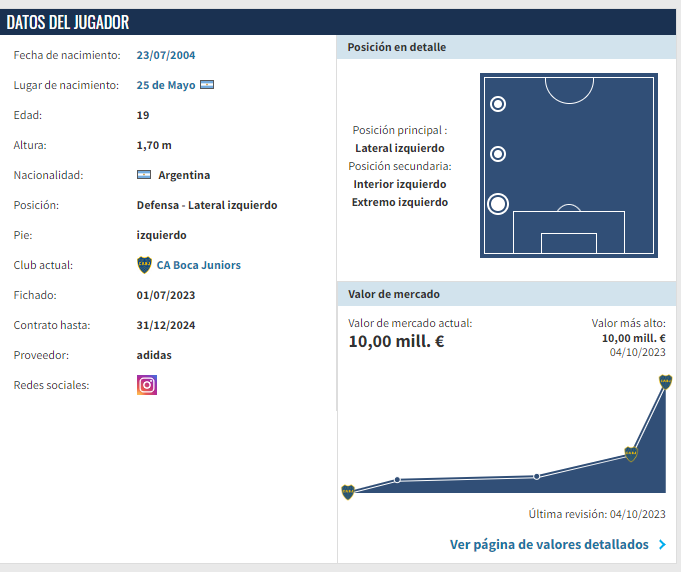 DATOS DEL JUGADOR
Fecha de nacimiento: 23/07/2004
Lugar de nacimiento: 25 de Mayo
Edad: 19
Altura: 1,70 m
Nacionalidad: Argentina
Posición: Defensa - Lateral izquierdo
Pie: izquierdo
Club actual: CA Boca Juniors
Fichado: 01/07/2023
Contrato hasta: 31/12/2024
Proveedor: adidas
Redes sociales:
Posición en detalle
Posición principal :
Lateral izquierdo
Posición secundaria:
Interior izquierdo
Extremo izquierdo
Valor de mercado
Valor de mercado actual:
10,00 mill. €
Valor más alto:
10,00 mill. €
04/10/2023
Última revisión: 04/10/2023
Ver página de valores detallados